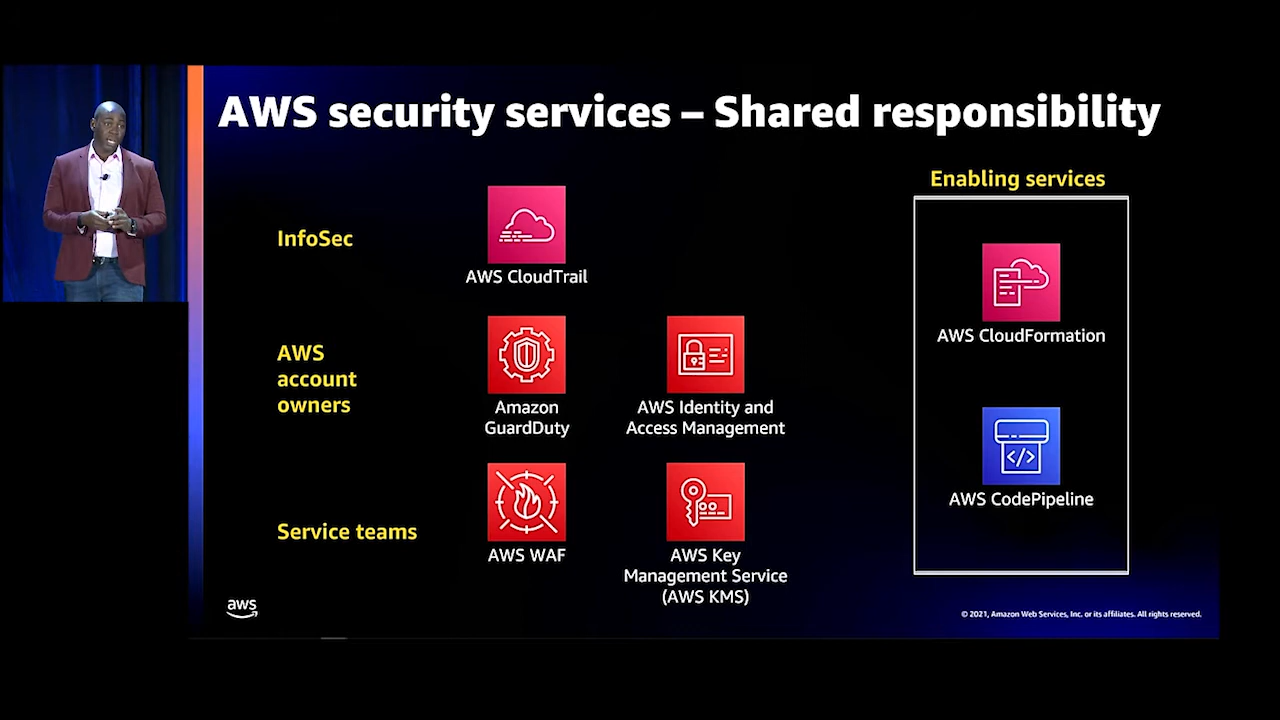 AWS security services – Shared responsibility
Enabling services
InfoSec
AWS CloudTrail
AWS CloudFormation
AWS
account
owners
Amazon
GuardDuty
AWS Identity and
Access Management
AWS CodePipeline
Service teams
AWS WAF
AWS Key
Management Service
(AWS KMS)
aws
© 2021, Amazon Web Services, Inc. or its affiliates. All rights reserved.